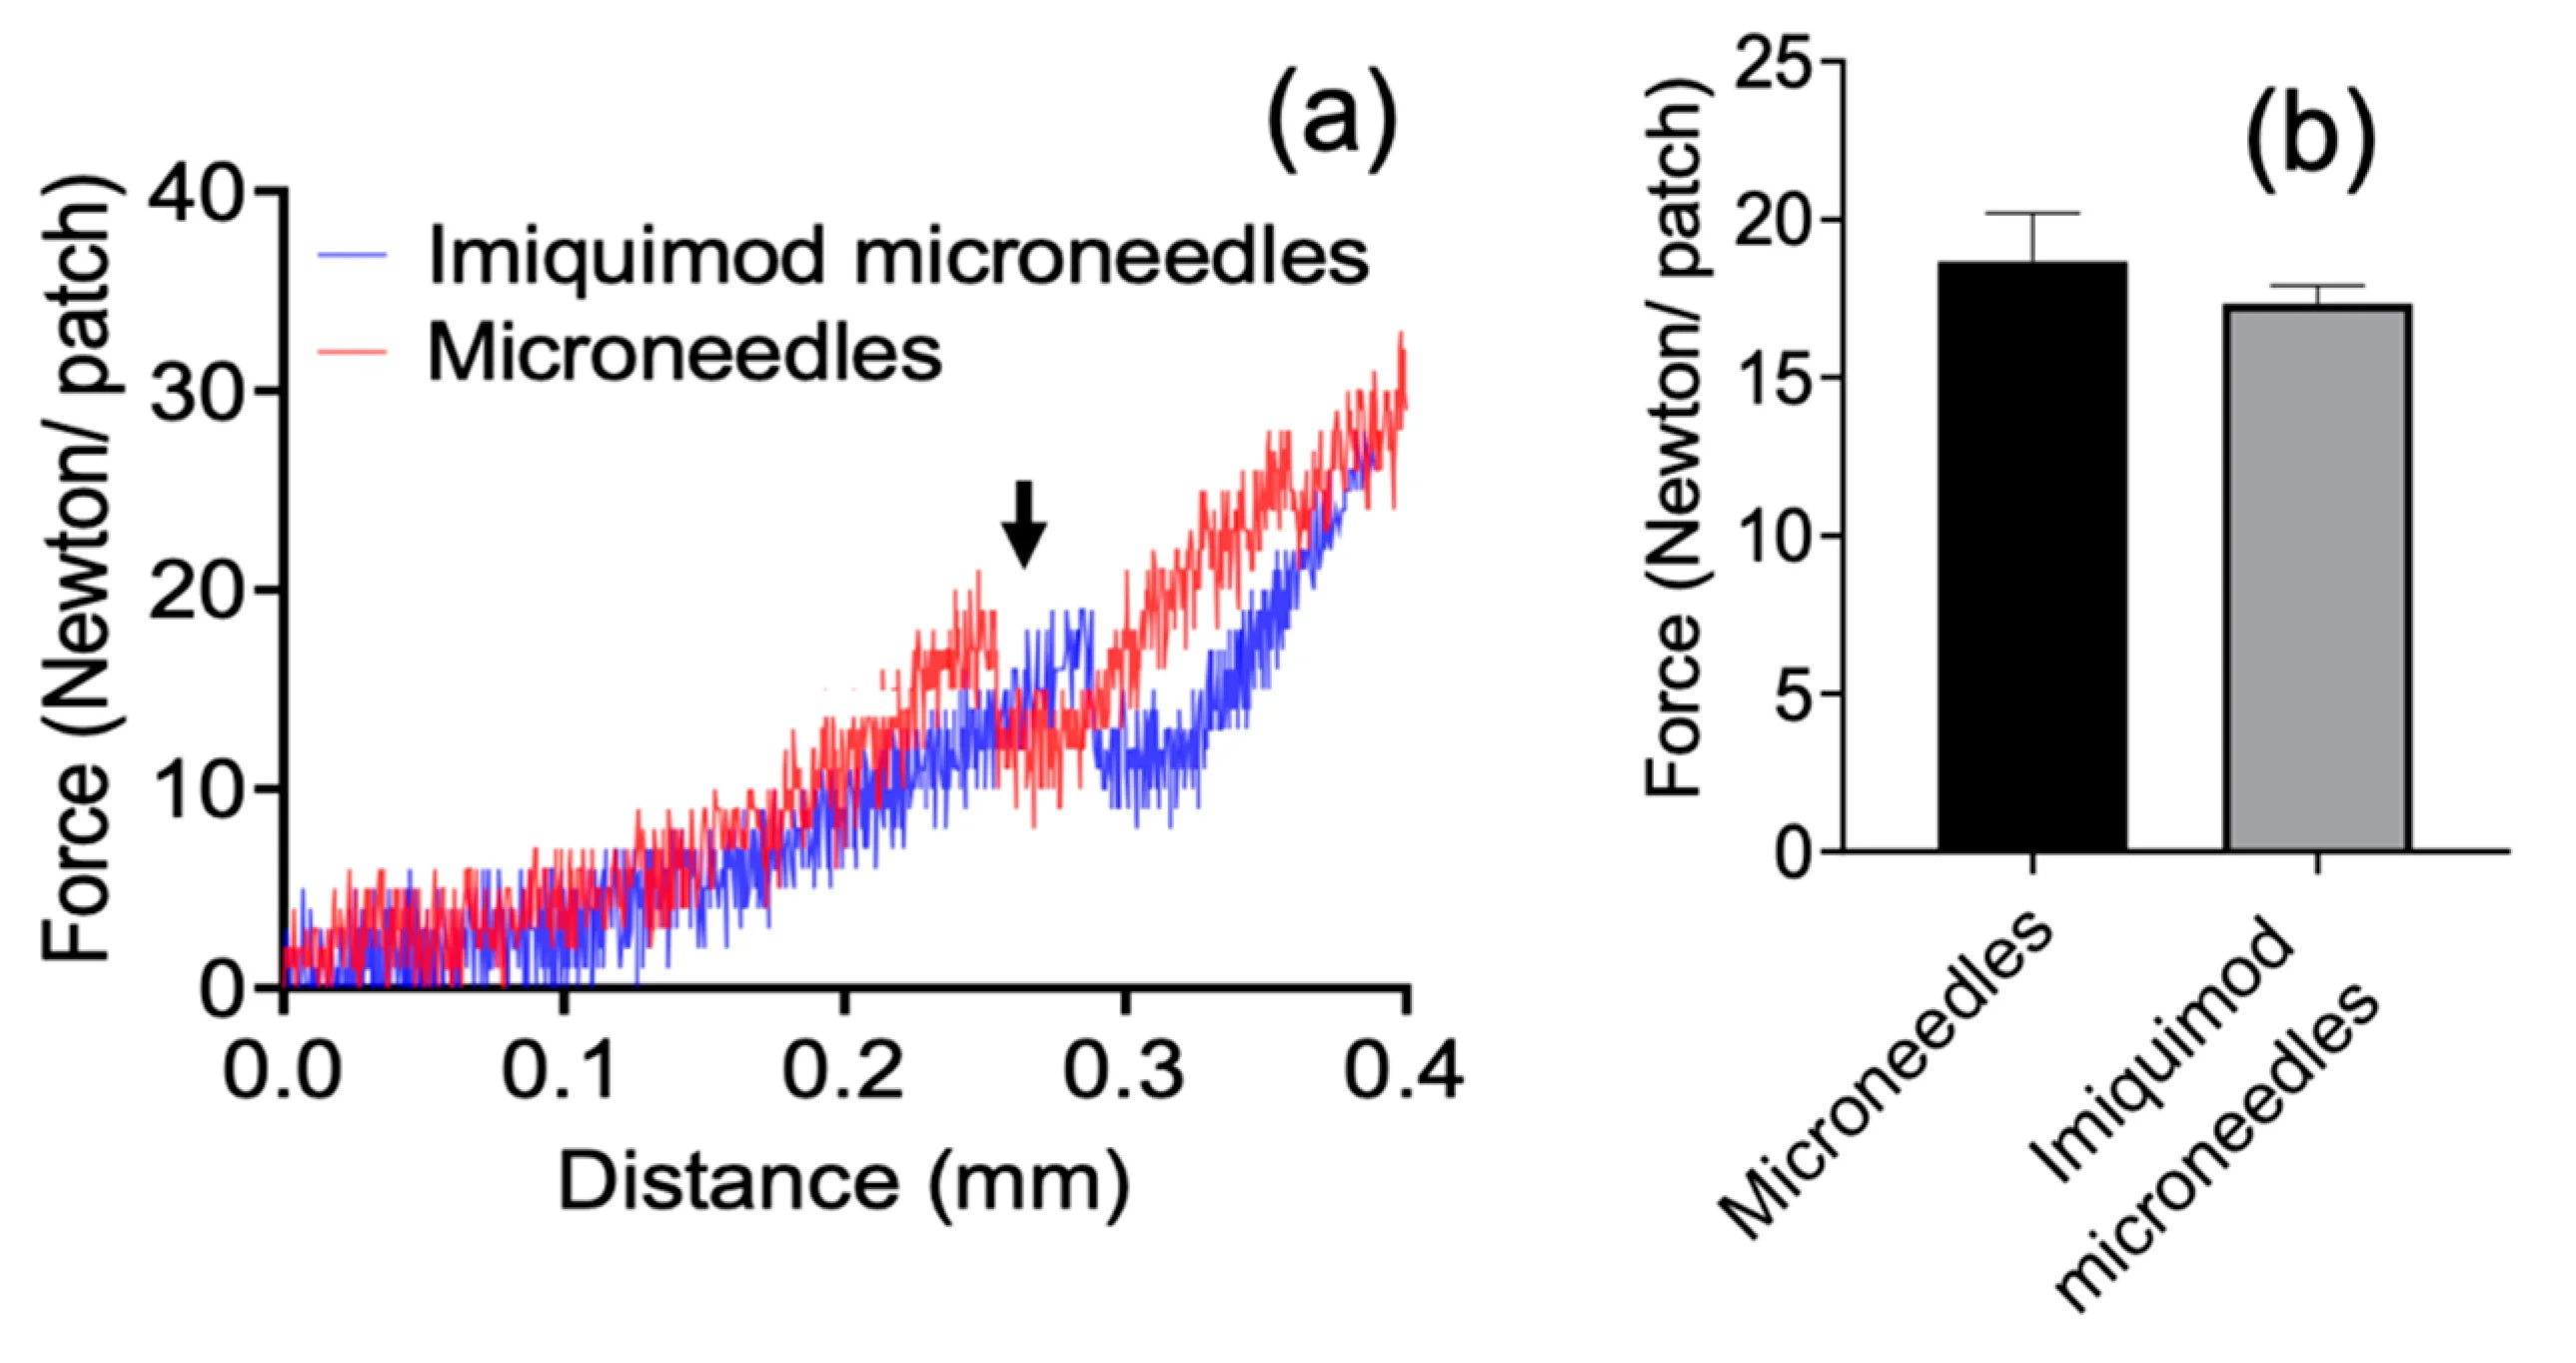 (a)
Force (Newton/ patch)
40
30
20
10
0
Imiquimod microneedles
Microneedles
0.0 0.1 0.2 0.3 0.4
Distance (mm)
(b)
Force (Newton/ patch)
25
20
15
10
5
0
Microneedles
Imiquimod
microneedles